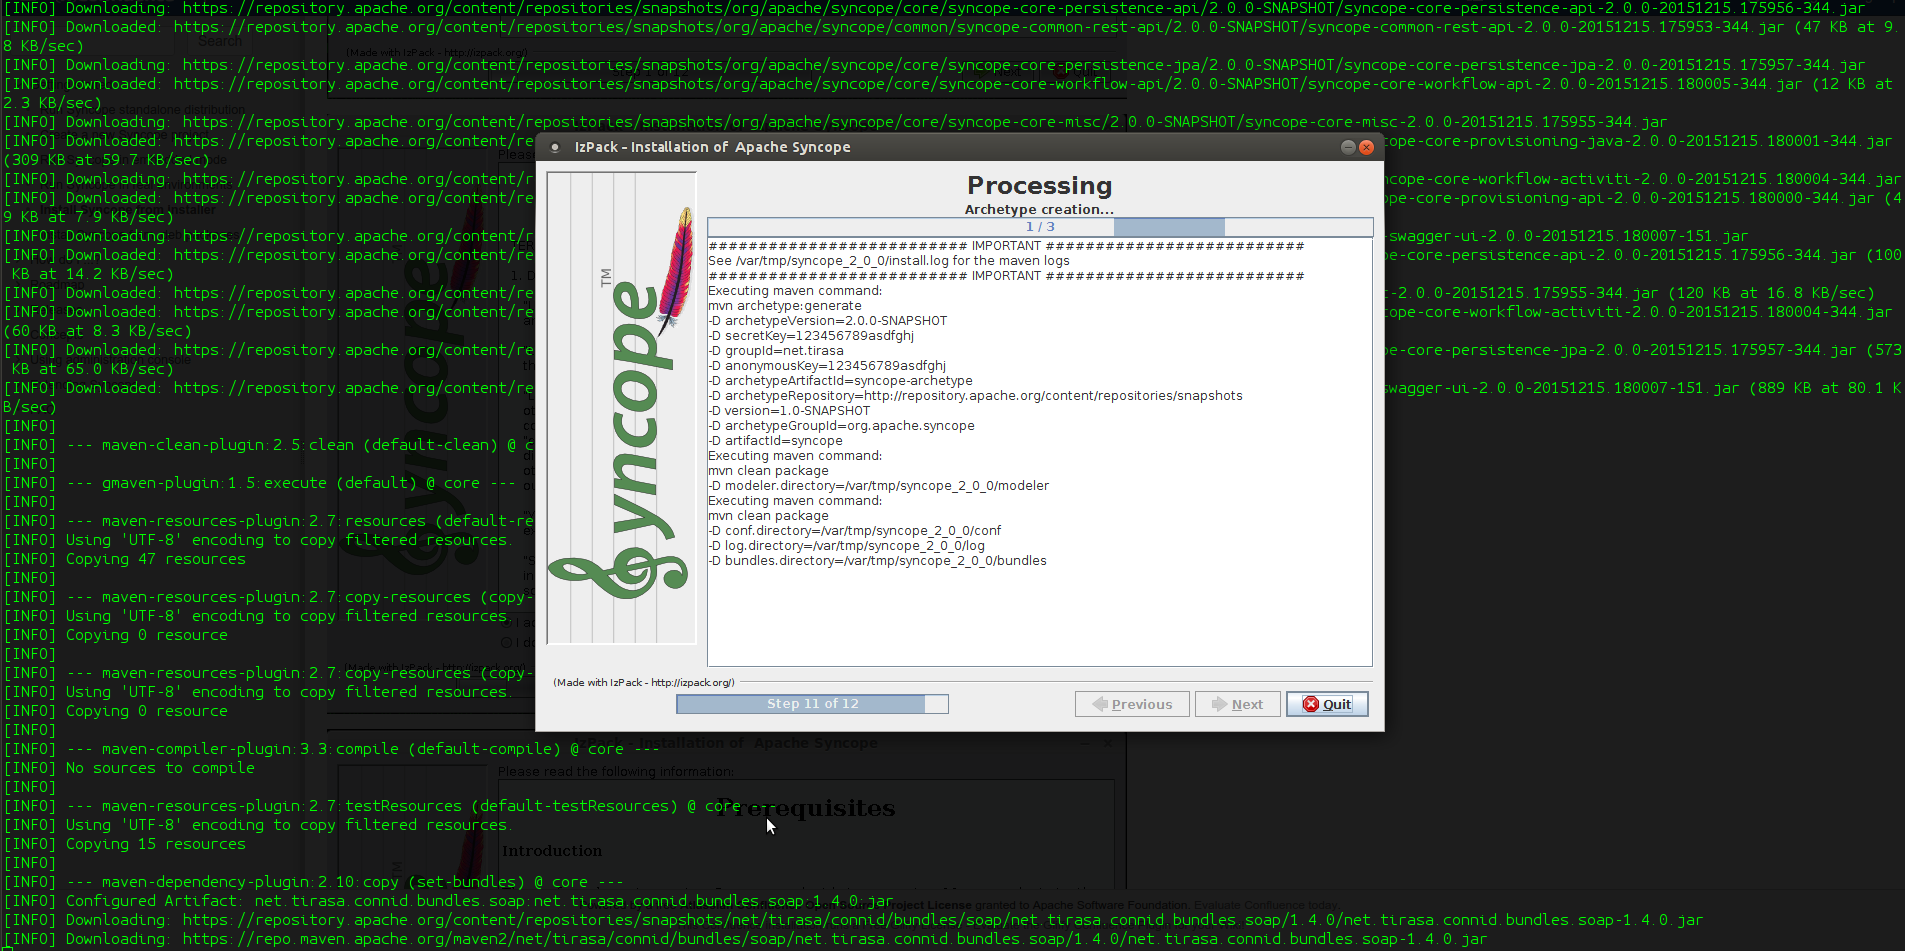 [INFO] Downloading: https://repository.apache.org/content/repositories/snapshots/org/apache/syncope/core/syncope-core-persistence-api/2.0.0-SNAPSHOT/syncope-core-persistence-api-2.0.0-20151215.175956-344.jar
[INFO] Downloaded: https://repository.apache.org/content/repositories/snapshots/org/apache/syncope/common/syncope-common-rest-api/2.0.0-SNAPSHOT/syncope-common-rest-api-2.0.0-20151215.175953-344.jar (47 KB at 9.
8 KB/sec)
[INFO] Downloading: https://repository.apache.org/content/repositories/snapshots/org/apache/syncope/core/syncope-core-persistence-jpa/2.0.0-SNAPSHOT/syncope-core-persistence-jpa-2.0.0-20151215.175957-344.jar
[INFO] Downloaded: https://repository.apache.org/content/repositories/snapshots/org/apache/syncope/core/syncope-core-workflow-api/2.0.0-SNAPSHOT/syncope-core-workflow-api-2.0.0-20151215.180005-344.jar (12 KB at
2.3 KB/sec)
[INFO] Downloading: https://repository.apache.org/content/repositories/snapshots/org/apache/syncope/core/syncope-core-misc/2.0.0-SNAPSHOT/syncope-core-misc-2.0.0-20151215.175955-344.jar
[INFO] Downloaded: https://repository.apache.org/content/re
pe-core-provisioning-java-2.0.0-20151215.180001-344.jar
(309 KB at 59.7 KB/sec)
[INFO] Downloading: https://repository.apache.org/content/r
ncope-core-workflow-activiti-2.0.0-20151215.180004-344.jar
[INFO] Downloaded: https://repository.apache.org/content/re
pe-core-provisioning-api-2.0.0-20151215.180000-344.jar (4
9 KB at 7.9 KB/sec)
[INFO] Downloading: https://repository.apache.org/content/r
swagger-ui-2.0.0-20151215.180007-151.jar
[INFO] Downloaded: https://repository.apache.org/content/re
pe-core-persistence-api-2.0.0-20151215.175956-344.jar (100
KB at 14.2 KB/sec)
[INFO] Downloaded: https://repository.apache.org/content/re
-2.0.0-20151215.175955-344.jar (120 KB at 16.8 KB/sec)
[INFO] Downloaded: https://repository.apache.org/content/re
ope-core-workflow-activiti-2.0.0-20151215.180004-344.jar
(60 KB at 8.3 KB/sec)
[INFO] Downloaded: https://repository.apache.org/content/re
pe-core-persistence-jpa-2.0.0-20151215.175957-344.jar (573
KB at 65.0 KB/sec)
[INFO] Downloaded: https://repository.apache.org/content/re
swagger-ui-2.0.0-20151215.180007-151.jar (889 KB at 80.1 K
B/sec)
[INFO]
[INFO] --- maven-clean-plugin:2.5:clean (default-clean) @ c
[INFO]
[INFO] --- gmaven-plugin:1.5:execute (default) @ core ---
[INFO]
[INFO] --- maven-resources-plugin:2.7:resources (default-re
[INFO] Using 'UTF-8' encoding to copy filtered resources.
[INFO] Copying 47 resources
[INFO]
[INFO] --- maven-resources-plugin:2.7:copy-resources (copy-
[INFO] Using 'UTF-8' encoding to copy filtered resources.
[INFO] Copying 0 resource
[INFO]
[INFO] --- maven-resources-plugin:2.7:copy-resources (copy-
[INFO] Using 'UTF-8' encoding to copy filtered resources.
[INFO] Copying 0 resource
[INFO]
[INFO] --- maven-compiler-plugin:3.3:compile (default-compile) @ core ---
[INFO] No sources to compile
[INFO]
[INFO] --- maven-resources-plugin:2.7:testResources (default-testResources) @ core ---
[INFO] Using 'UTF-8' encoding to copy filtered resources.
[INFO] Copying 15 resources
[INFO]
[INFO] --- maven-dependency-plugin:2.10:copy (set-bundles) @ core ---
[INFO] Configured Artifact: net.tirasa.connid.bundles.soap:net.tirasa.connid.bundles.soap:1.4.0:jar
[INFO] Downloading: https://repository.apache.org/content/repositories/snapshots/net/tirasa/connid/bundles/soap/net.tirasa.connid.bundles.soap/1.4.0/net.tirasa.connid.bundles.soap-1.4.0.jar
[INFO] Downloading: https://repo.maven.apache.org/maven2/net/tirasa/connid/bundles/soap/net.tirasa.connid.bundles.soap/1.4.0/net.tirasa.connid.bundles.soap-1.4.0.jar
IzPack - Installation of Apache Syncope
Syncope
TM
Processing
Archetype creation...
1 / 3
########################## IMPORTANT ##########################
See /var/tmp/syncope_2_0_0/install.log for the maven logs
########################## IMPORTANT ##########################
Executing maven command:
mvn archetype:generate
-D archetypeVersion=2.0.0-SNAPSHOT
-D secretKey=123456789asdfghj
-D groupId=net.tirasa
-D anonymousKey=123456789asdfghj
-D archetypeArtifactId=syncope-archetype
-D archetypeRepository=http://repository.apache.org/content/repositories/snapshots
-D version=1.0-SNAPSHOT
-D archetypeGroupId=org.apache.syncope
-D artifactId=syncope
Executing maven command:
mvn clean package
-D modeler.directory=/var/tmp/syncope_2_0_0/modeler
Executing maven command:
mvn clean package
-D conf.directory=/var/tmp/syncope_2_0_0/conf
-D log.directory=/var/tmp/syncope_2_0_0/log
-D bundles.directory=/var/tmp/syncope_2_0_0/bundles
(Made with IzPack - http://izpack.org/)
Step 11 of 12
Previous
Next
Quit
Search
(Made with IzPack - http://izpack.org/)
standalone distribution
IzPack - Installation of Apache Syncope
Please read the following information:
Prerequisites
Introduction
Project License granted to Apache Software Foundation. Evaluate Confluence today.